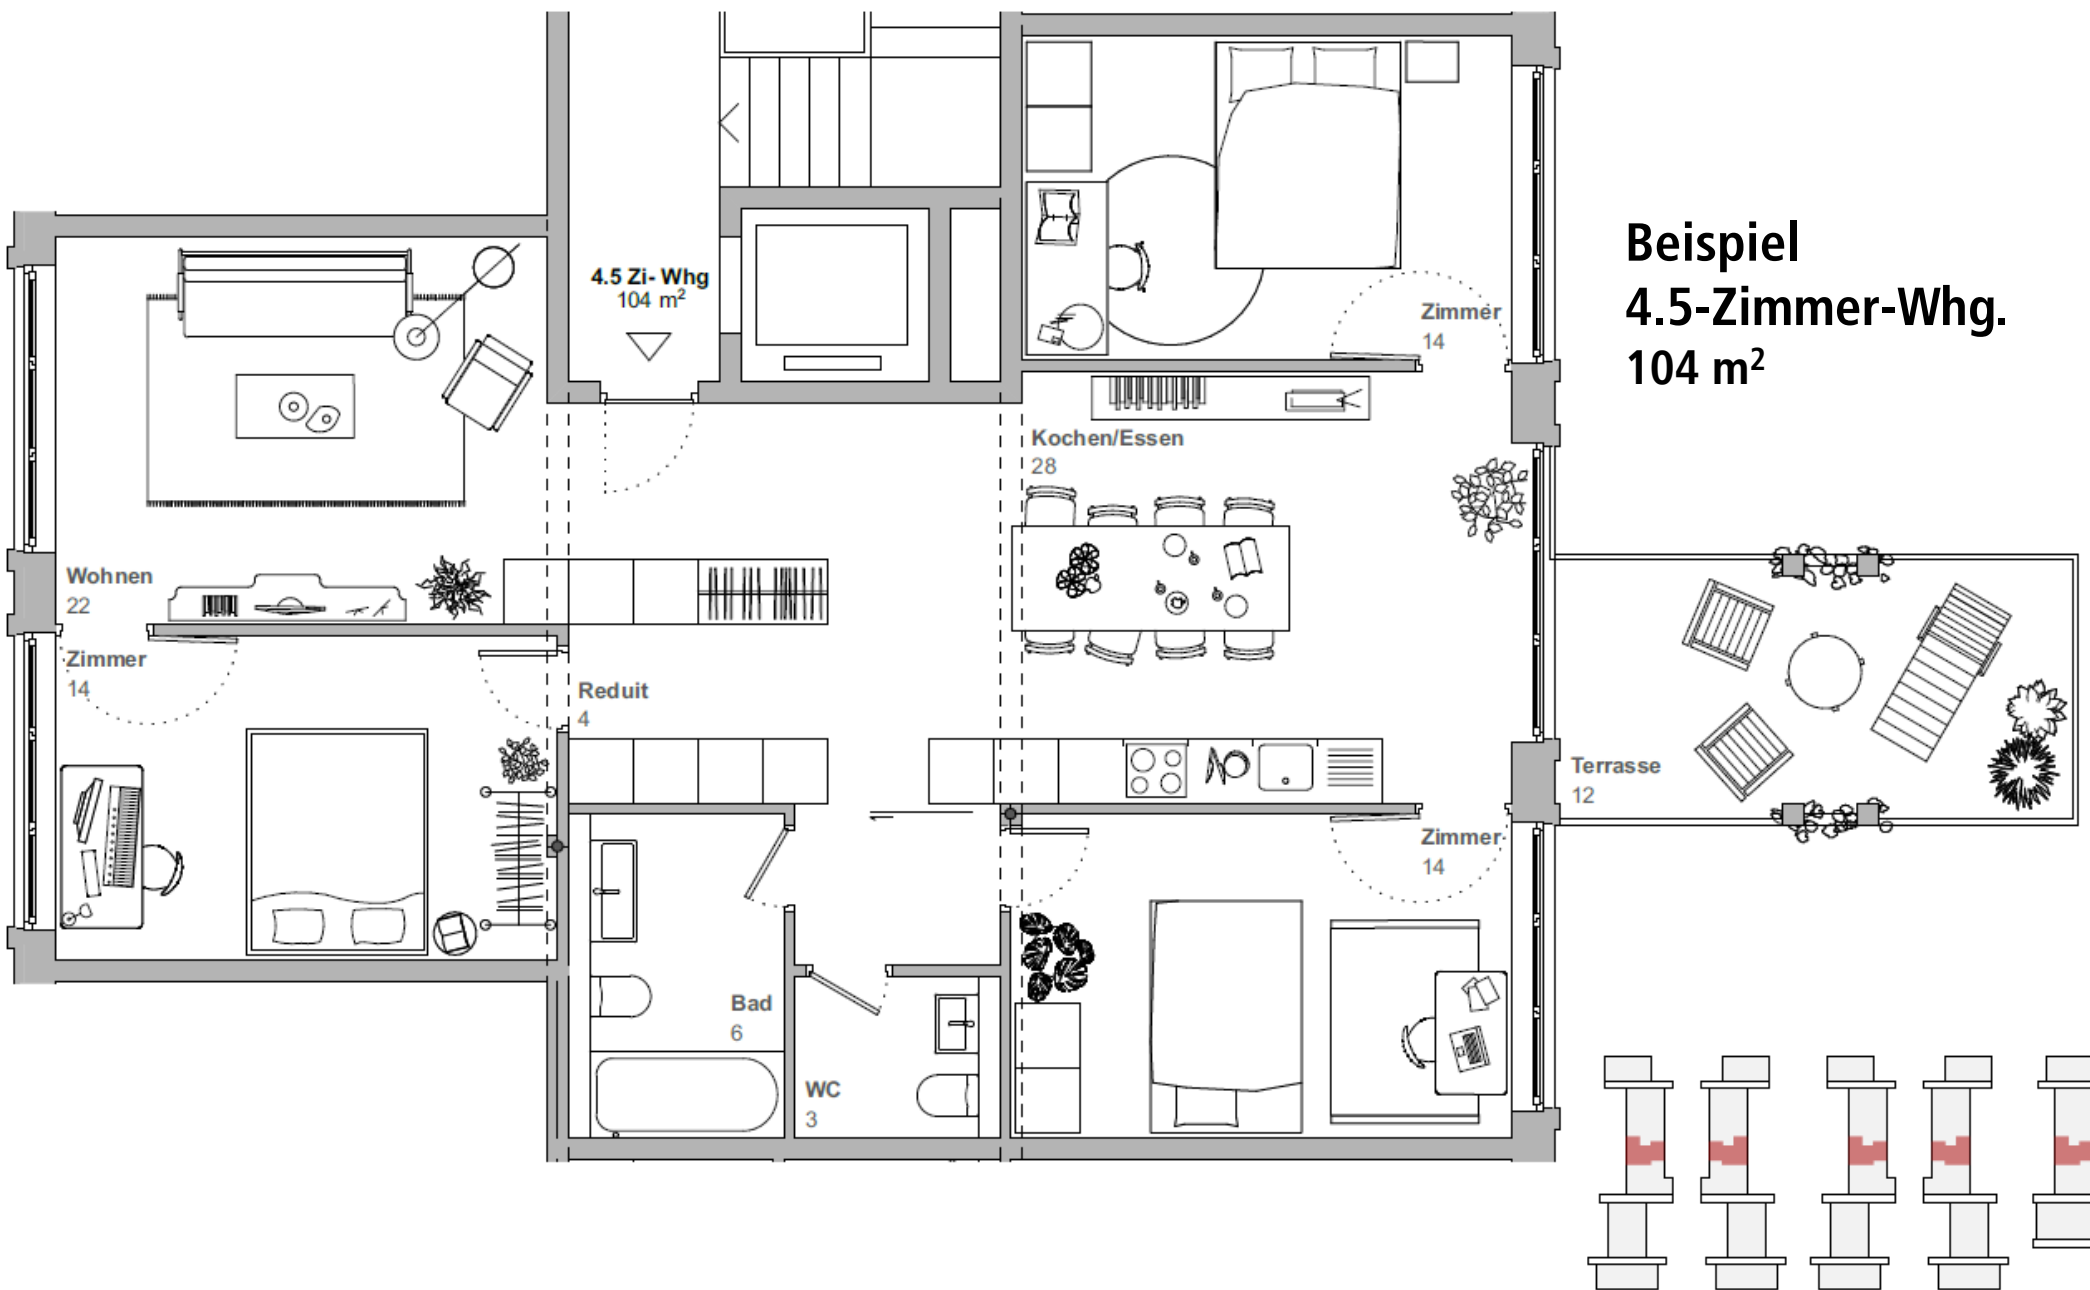 4.5 Zi- Whg
104 m²
Zimmer
14
Beispiel
4.5-Zimmer-Whg.
104 m²
Kochen/Essen
28
Wohnen
22
Zimmer
14
Reduit
4
Terrasse
12
Zimmer
14
Bad
6
WC
3